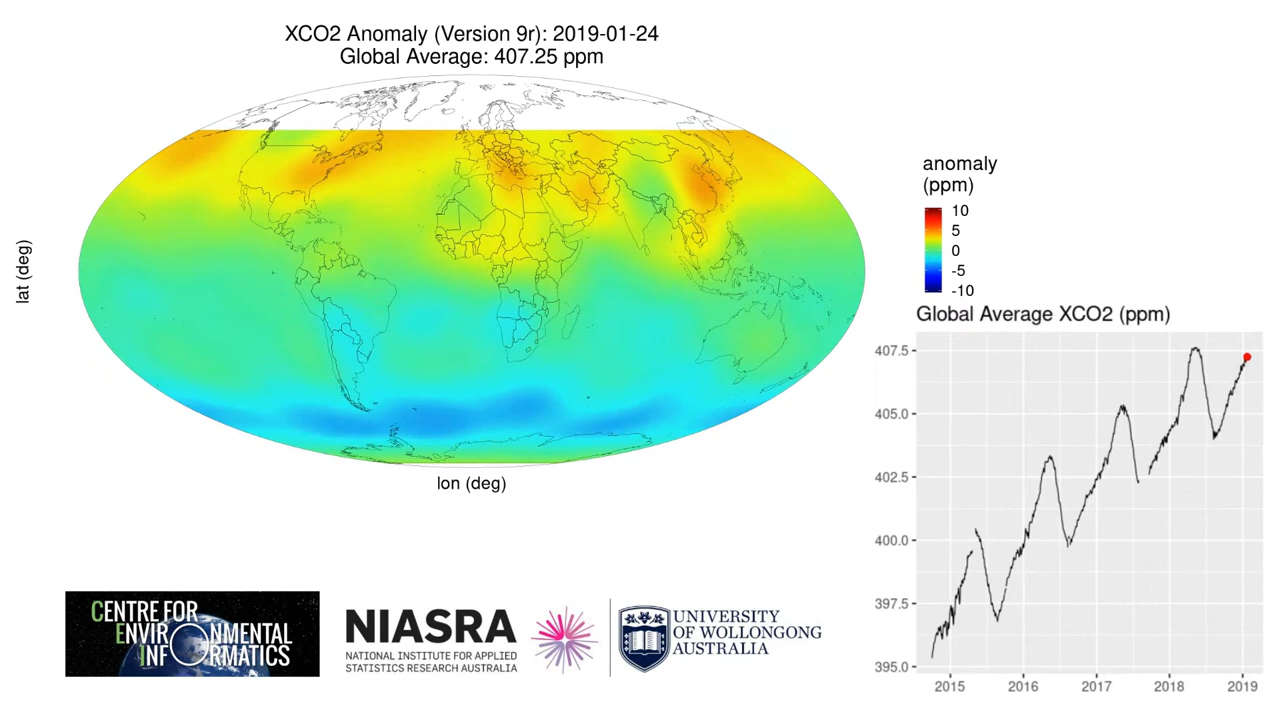 XCO2 Anomaly (Version 9r): 2019-01-24
Global Average: 407.25 ppm
lat (deg)
lon (deg)
anomaly
(ppm)
10
5
0
-5
-10
Global Average XCO2 (ppm)
407.5
405.0
402.5
400.0
397.5
395.0
2015
2016
2017
2018
2019
CENTRE FOR
ENVIRONMENTAL
INFORMATICS
NIASRA
NATIONAL INSTITUTE FOR APPLIED
STATISTICS RESEARCH AUSTRALIA
UNIVERSITY
OF WOLLONGONG
AUSTRALIA